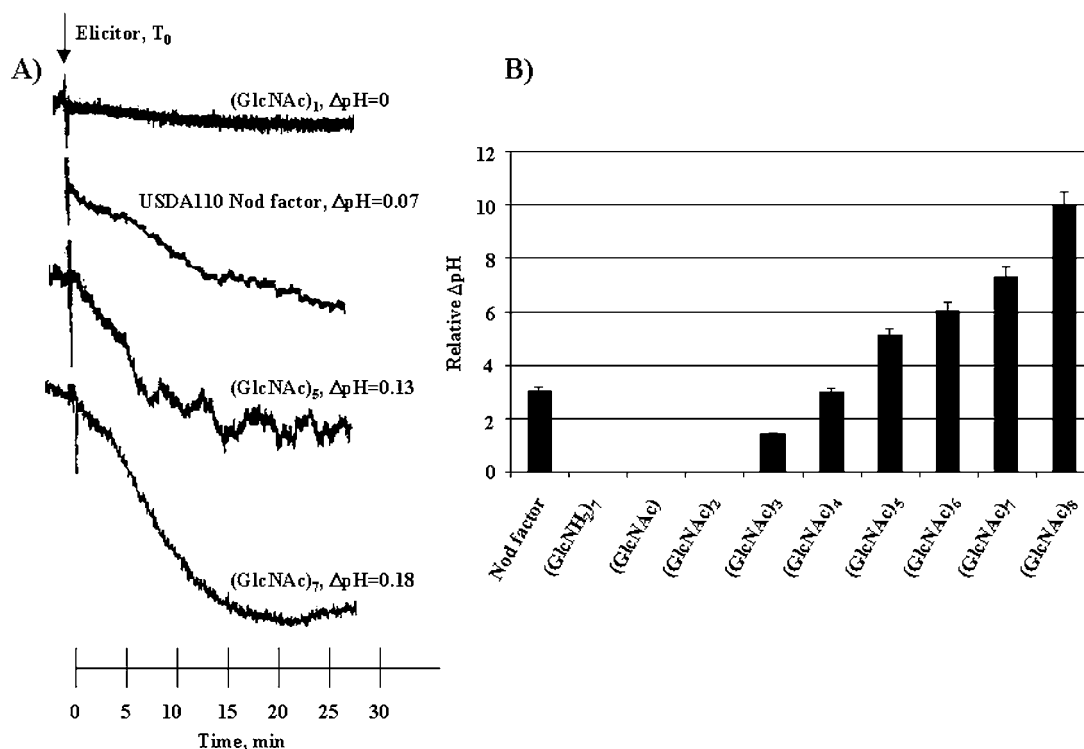 Elicitor, T0
A)
(GlcNAc)1, ΔpH=0
USDA110 Nod factor, ΔpH=0.07
(GlcNAc)5, ΔpH=0.13
(GlcNAc)7, ΔpH=0.18
0 5 10 15 20 25 30
Time, min
B)
Relative ΔpH
12
10
8
6
4
2
0
Nod factor
(GlcNH2)7
(GlcNAc)
(GlcNAc)2
(GlcNAc)3
(GlcNAc)4
(GlcNAc)5
(GlcNAc)6
(GlcNAc)7
(GlcNAc)8